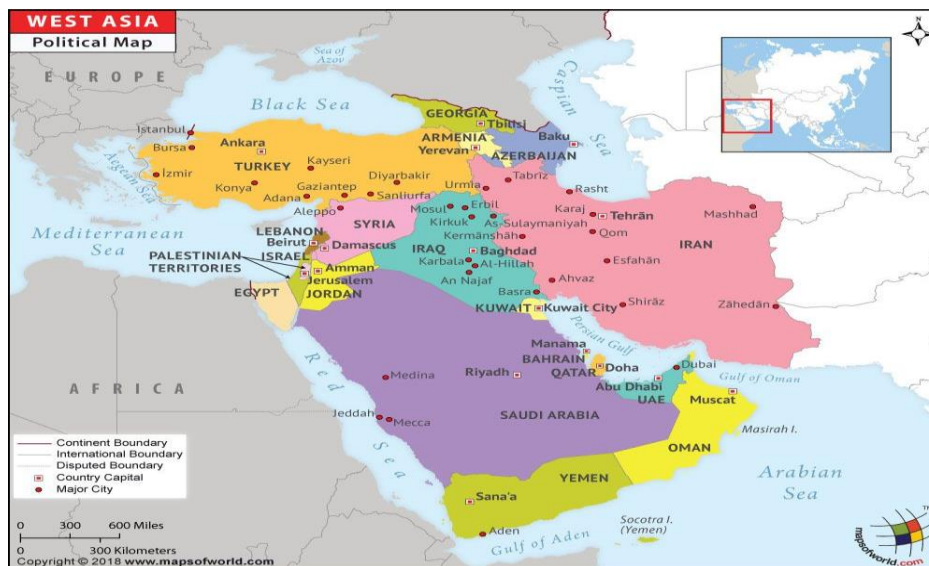 WEST ASIA
Political Map
EUROPE
Sea of
Azov
Black Sea
Caspian Sea
GEORGIA
Tbilisi
Istanbul
ARMENIA
Yerevan
Baku
AZERBAIJAN
Bursa
Ankara
TURKEY
Kayseri
Aegean Sea
İzmir
Konya
Diyarbakir
Gaziantep
Adana
Sanliurfa
Urmia
Tabriz
Rasht
Aleppo
Mosul
Erbil
Kirkuk
As-Sulaymaniyah
Karaj
Tehrān
Mashhad
SYRIA
Mediterranean
Sea
LEBANON
Beirut
Damascus
Kermānshāh
Qom
IRAN
IRAQ
Baghdad
ISRAEL
PALESTINIAN
TERRITORIES
Karbala
Al-Hillah
Esfahān
Amman
Jerusalem
JORDAN
An Najaf
Ahvaz
EGYPT
Basra
KUWAIT
Kuwait City
Shirāz
Zāhedān
Persian Gulf
Manama
BAHRAIN
QATAR
Doha
Dubai
Gulf of Oman
AFRICA
Red
Sea
Medina
Riyadh
Abu Dhabi
UAE
Muscat
Jeddah
Mecca
SAUDI ARABIA
Masirah I.
OMAN
Arabian
Sea
YEMEN
Sana'a
Aden
Gulf of Aden
Socotra I.
(Yemen)
Continent Boundary
International Boundary
Disputed Boundary
Country Capital
Major City
0 300 600 Miles
0 300 Kilometers
Copyright © 2018 www.mapsofworld.com
mapsofworld.com
TM